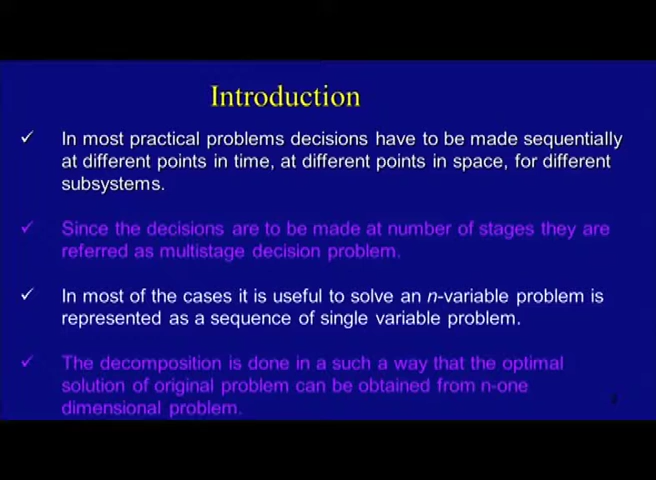 Introduction
✓ In most practical problems decisions have to be made sequentially
at different points in time, at different points in space, for different
subsystems.
✓ Since the decisions are to be made at number of stages they are
referred as multistage decision problem.
✓ In most of the cases it is useful to solve an n-variable problem is
represented as a sequence of single variable problem.
✓ The decomposition is done in a such a way that the optimal
solution of original problem can be obtained from n-one
dimensional problem.